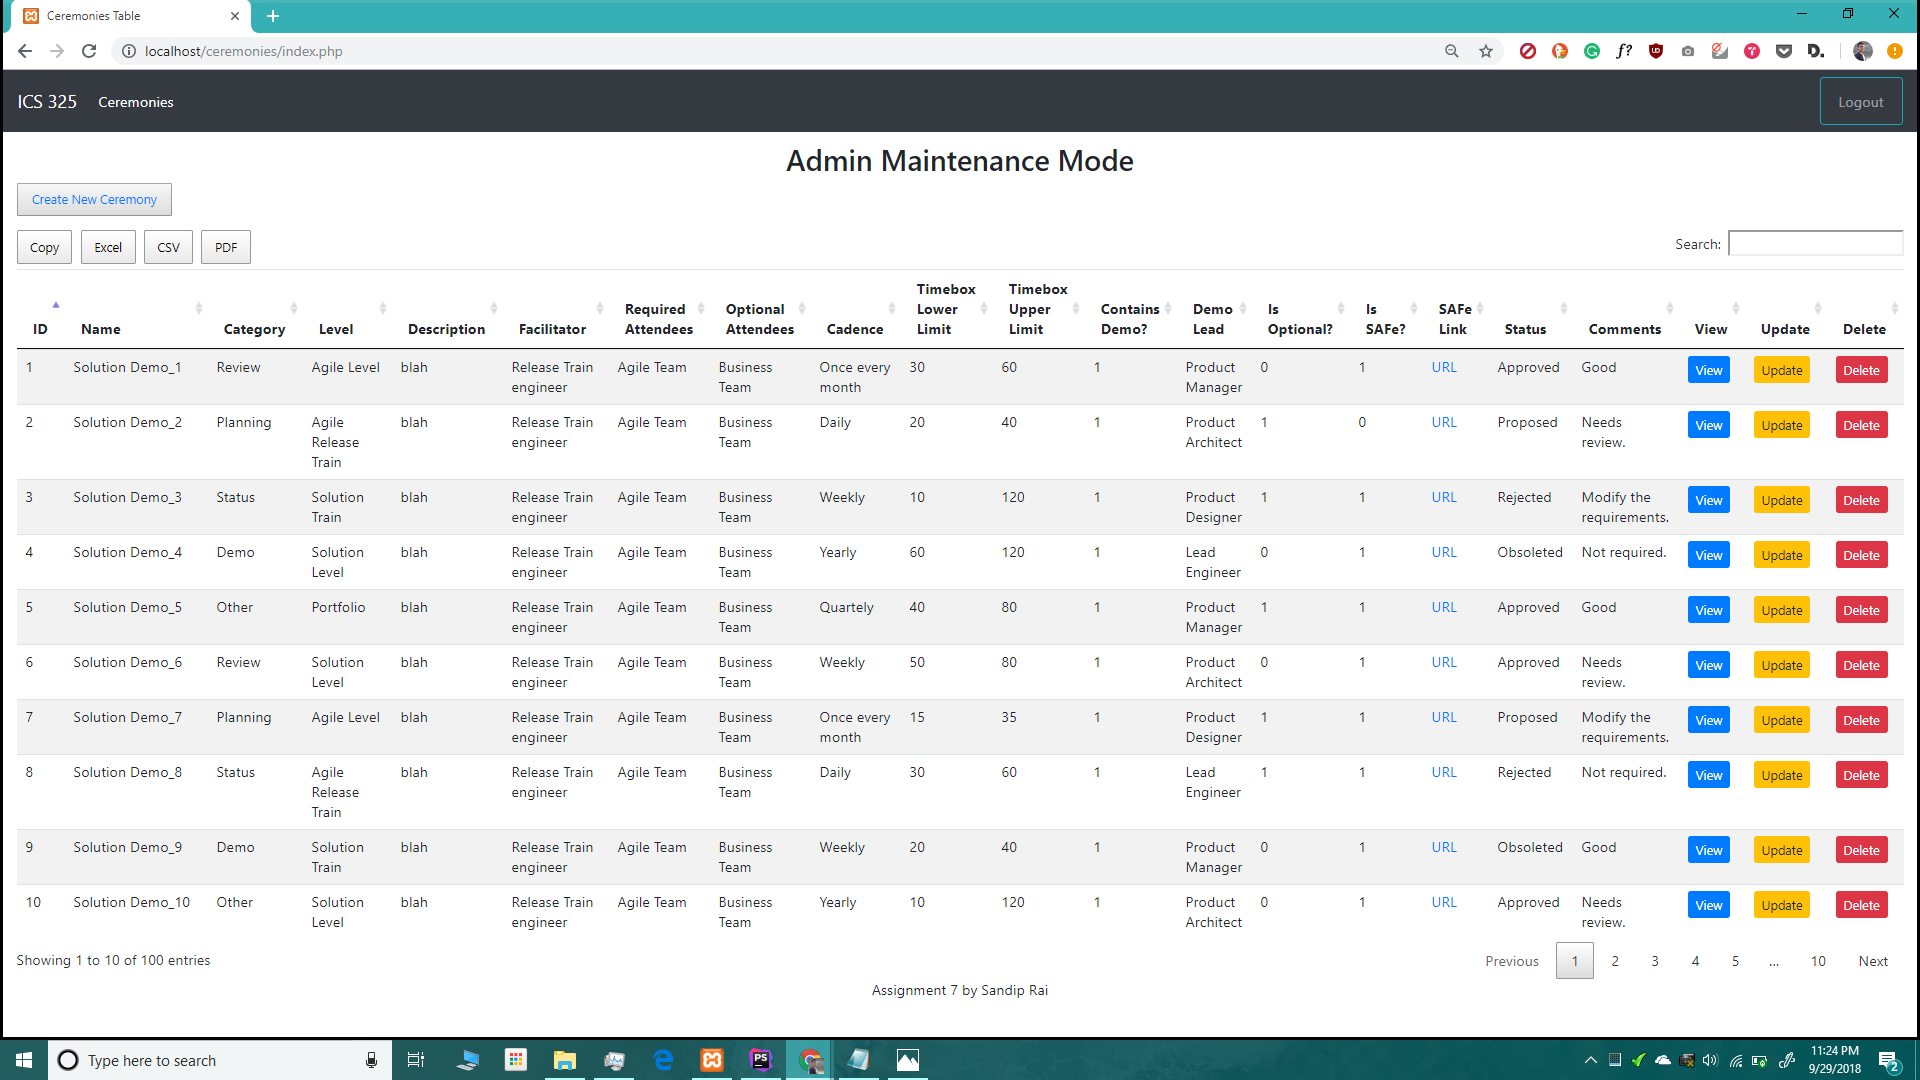 Ceremonies Table
localhost/ceremonies/index.php
ICS 325 Ceremonies Logout
Admin Maintenance Mode
Create New Ceremony
Copy Excel CSV PDF Search:
ID Name Category Level Description Facilitator Required Attendees Optional Attendees Cadence Timebox Lower Limit Timebox Upper Limit Contains Demo? Demo Lead Is Optional? Is SAFe? SAFe Link Status Comments View Update Delete
1 Solution Demo_1 Review Agile Level blah Release Train engineer Agile Team Business Team Once every month 30 60 1 Product Manager 0 1 URL Approved Good View Update Delete
2 Solution Demo_2 Planning Agile Release Train blah Release Train engineer Agile Team Business Team Daily 20 40 1 Product Architect 1 0 URL Proposed Needs review. View Update Delete
3 Solution Demo_3 Status Solution Train blah Release Train engineer Agile Team Business Team Weekly 10 120 1 Product Designer 1 1 URL Rejected Modify the requirements. View Update Delete
4 Solution Demo_4 Demo Solution Level blah Release Train engineer Agile Team Business Team Yearly 60 120 1 Lead Engineer 0 1 URL Obsoleted Not required. View Update Delete
5 Solution Demo_5 Other Portfolio blah Release Train engineer Agile Team Business Team Quartely 40 80 1 Product Manager 1 1 URL Approved Good View Update Delete
6 Solution Demo_6 Review Solution Level blah Release Train engineer Agile Team Business Team Weekly 50 80 1 Product Architect 0 1 URL Approved Needs review. View Update Delete
7 Solution Demo_7 Planning Agile Level blah Release Train engineer Agile Team Business Team Once every month 15 35 1 Product Designer 1 1 URL Proposed Modify the requirements. View Update Delete
8 Solution Demo_8 Status Agile Release Train blah Release Train engineer Agile Team Business Team Daily 30 60 1 Lead Engineer 1 1 URL Rejected Not required. View Update Delete
9 Solution Demo_9 Demo Solution Train blah Release Train engineer Agile Team Business Team Weekly 20 40 1 Product Manager 0 1 URL Obsoleted Good View Update Delete
10 Solution Demo_10 Other Solution Level blah Release Train engineer Agile Team Business Team Yearly 10 120 1 Product Architect 0 1 URL Approved Needs review. View Update Delete
Showing 1 to 10 of 100 entries Previous 1 2 3 4 5 ... 10 Next
Assignment 7 by Sandip Rai
Type here to search
PS
11:24 PM
9/29/2018
2